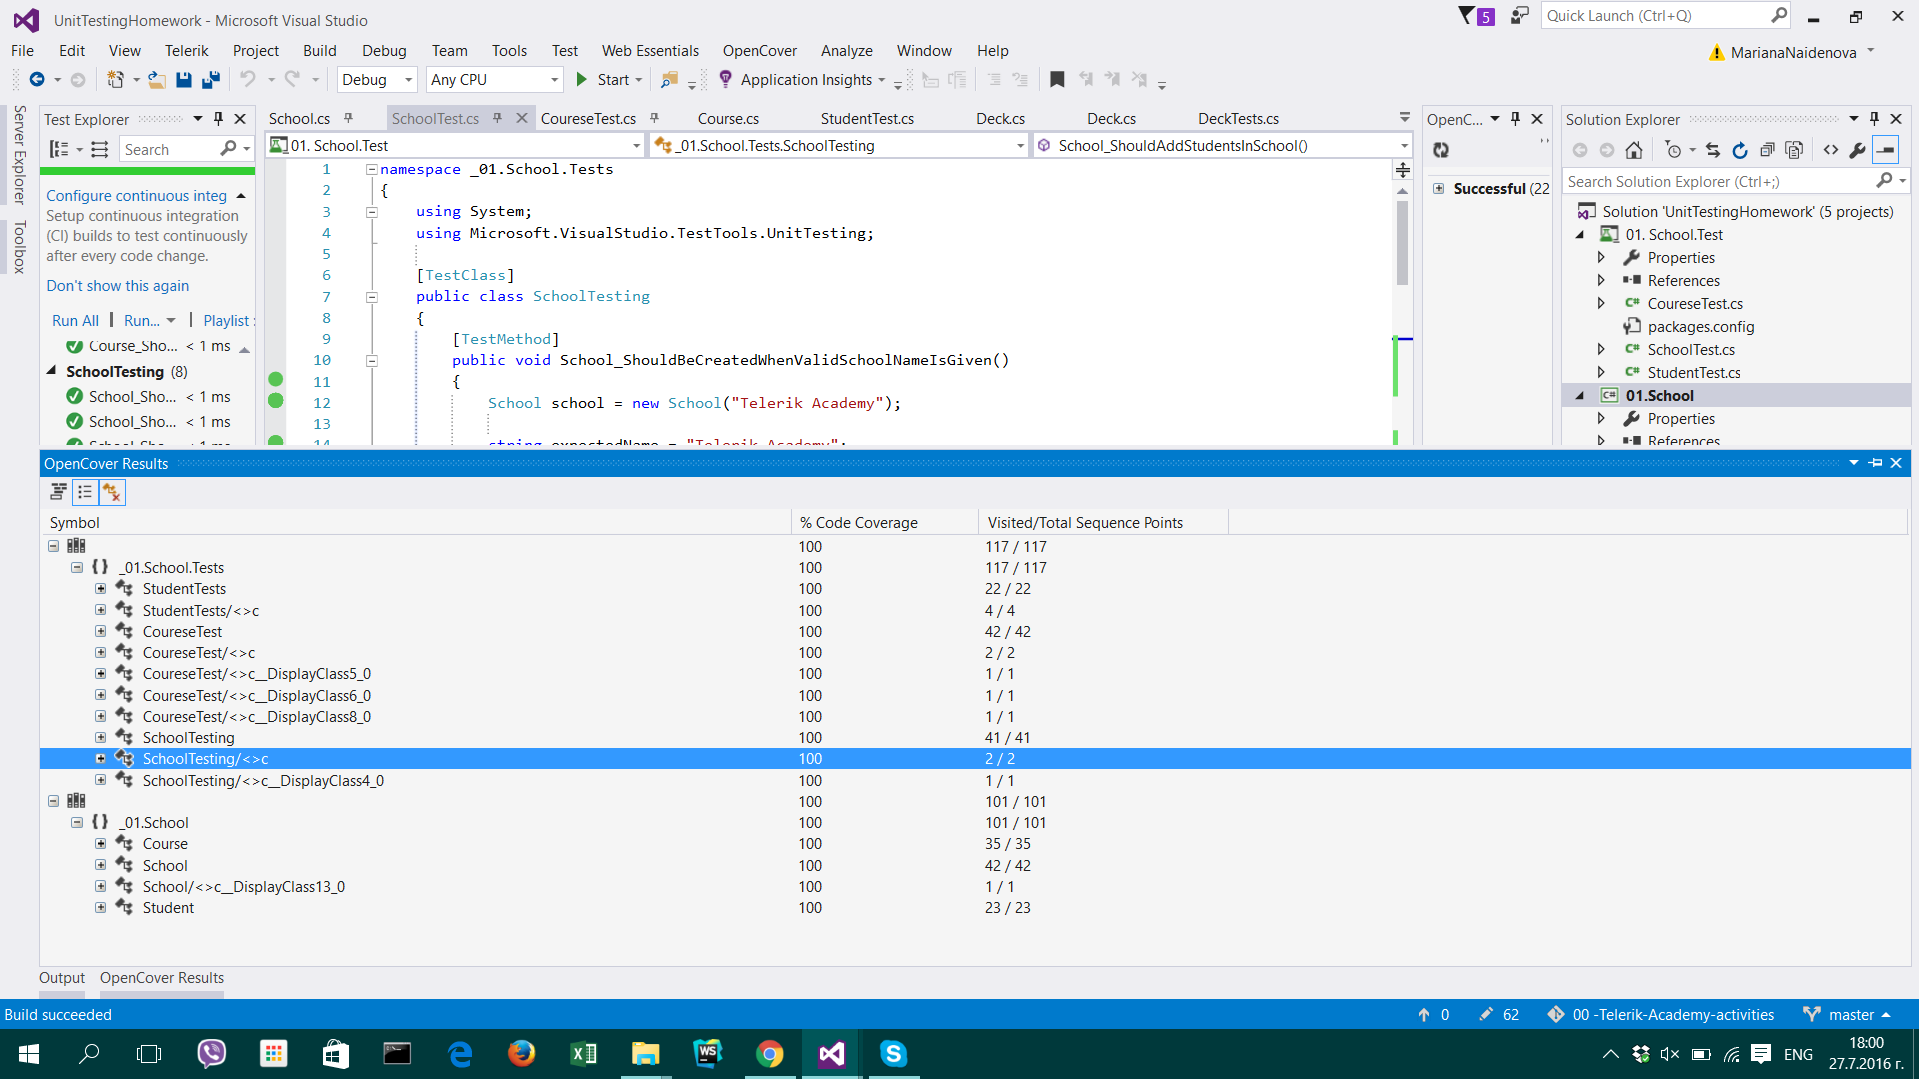 UnitTestingHomework - Microsoft Visual Studio
5
Quick Launch (Ctrl+Q)
File Edit View Telerik Project Build Debug Team Tools Test Web Essentials OpenCover Analyze Window Help
MarianaNaidenova
Debug Any CPU Start Application Insights
Server Explorer
Toolbox
Test Explorer
Search
Configure continuous integ
Setup continuous integration
(CI) builds to test continuously
after every code change.
Don't show this again
Run All | Run... | Playlist :
Course_Sho... < 1 ms
SchoolTesting (8)
School_Sho... < 1 ms
School_Sho... < 1 ms
School_Sho... < 1 ms
School.cs SchoolTest.cs CoureseTest.cs Course.cs StudentTest.cs Deck.cs Deck.cs DeckTests.cs
01. School.Test _01.School.Tests.SchoolTesting School_ShouldAddStudentsInSchool()
1 namespace _01.School.Tests
2 {
3 using System;
4 using Microsoft.VisualStudio.TestTools.UnitTesting;
5
6 [TestClass]
7 public class SchoolTesting
8 {
9 [TestMethod]
10 public void School_ShouldBeCreatedWhenValidSchoolNameIsGiven()
11 {
12 School school = new School("Telerik Academy");
13
14 string expectedName = "Telerik Academy";
OpenC...
Successful (22
Solution Explorer
Search Solution Explorer (Ctrl+;)
Solution 'UnitTestingHomework' (5 projects)
01. School.Test
Properties
References
CoureseTest.cs
packages.config
SchoolTest.cs
StudentTest.cs
01.School
Properties
References
OpenCover Results
Symbol % Code Coverage Visited/Total Sequence Points
100 117 / 117
_01.School.Tests 100 117 / 117
StudentTests 100 22 / 22
StudentTests/<>c 100 4 / 4
CoureseTest 100 42 / 42
CoureseTest/<>c 100 2 / 2
CoureseTest/<>c__DisplayClass5_0 100 1 / 1
CoureseTest/<>c__DisplayClass6_0 100 1 / 1
CoureseTest/<>c__DisplayClass8_0 100 1 / 1
SchoolTesting 100 41 / 41
SchoolTesting/<>c 100 2 / 2
SchoolTesting/<>c__DisplayClass4_0 100 1 / 1
100 101 / 101
_01.School 100 101 / 101
Course 100 35 / 35
School 100 42 / 42
School/<>c__DisplayClass13_0 100 1 / 1
Student 100 23 / 23
Output OpenCover Results
Build succeeded
0 62 00 -Telerik-Academy-activities master
WS
ENG
18:00
27.7.2016 г.